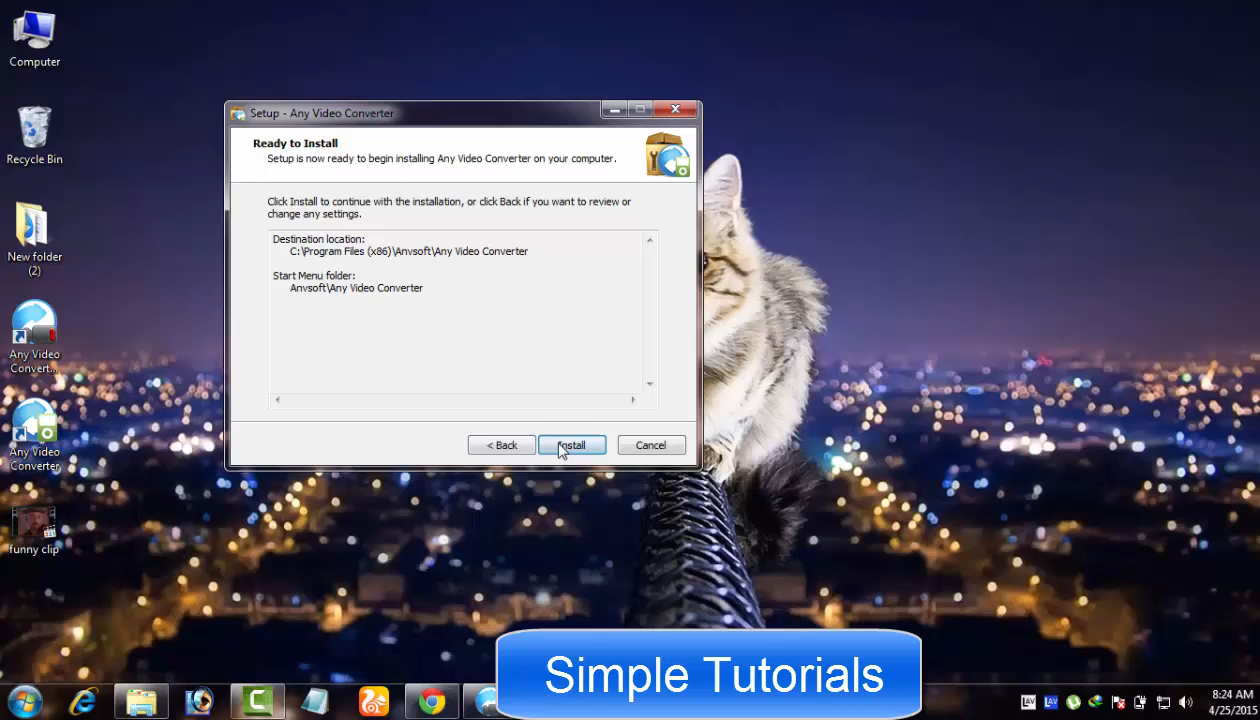 Computer
Recycle Bin
New folder
(2)
Any Video
Convert...
Any Video
Converter
funny clip
Setup - Any Video Converter
Ready to Install
Setup is now ready to begin installing Any Video Converter on your computer.
Click Install to continue with the installation, or click Back if you want to review or
change any settings.
Destination location:
C:\Program Files (x86)\Anvsoft\Any Video Converter
Start Menu folder:
Anvsoft\Any Video Converter
< Back
Install
Cancel
Simple Tutorials
LAV
LAV
8:24 AM
4/25/2015